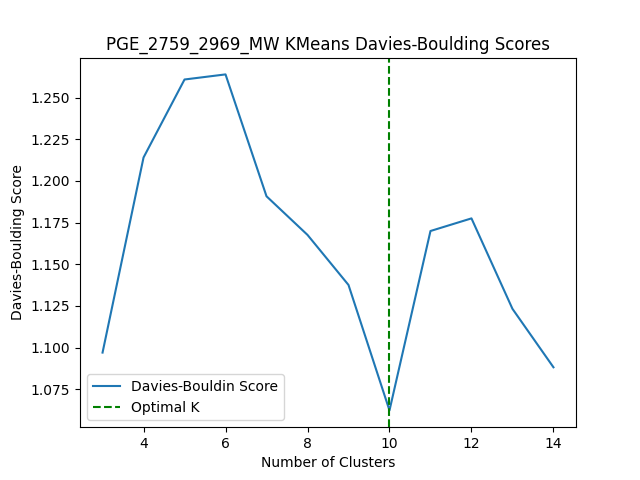 PGE_2759_2969_MW KMeans Davies-Boulding Scores
Davies-Boulding Score
1.250
1.225
1.200
1.175
1.150
1.125
1.100
1.075
Davies-Bouldin Score
Optimal K
4 6 8 10 12 14
Number of Clusters